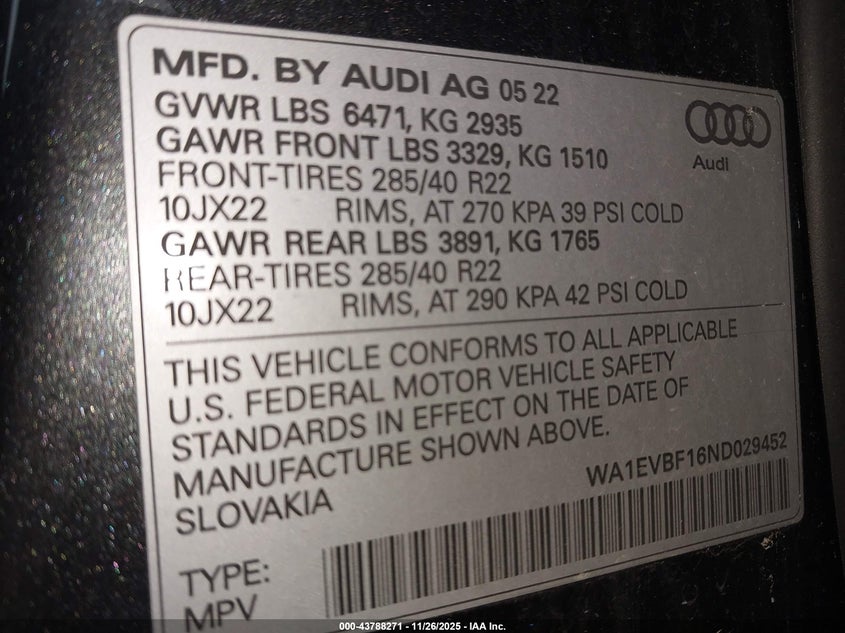 MFD. BY AUDI AG 05 22
GVWR LBS 6471, KG 2935
GAWR FRONT LBS 3329, KG 1510
FRONT-TIRES 285/40 R22
10JX22 RIMS, AT 270 KPA 39 PSI COLD
GAWR REAR LBS 3891, KG 1765
REAR-TIRES 285/40 R22
10JX22 RIMS, AT 290 KPA 42 PSI COLD
Audi
THIS VEHICLE CONFORMS TO ALL APPLICABLE
U.S. FEDERAL MOTOR VEHICLE SAFETY
STANDARDS IN EFFECT ON THE DATE OF
MANUFACTURE SHOWN ABOVE.
SLOVAKIA
WA1EVBF16ND029452
TYPE:
MPV
000-43788271 - 11/26/2025 - IAA Inc.